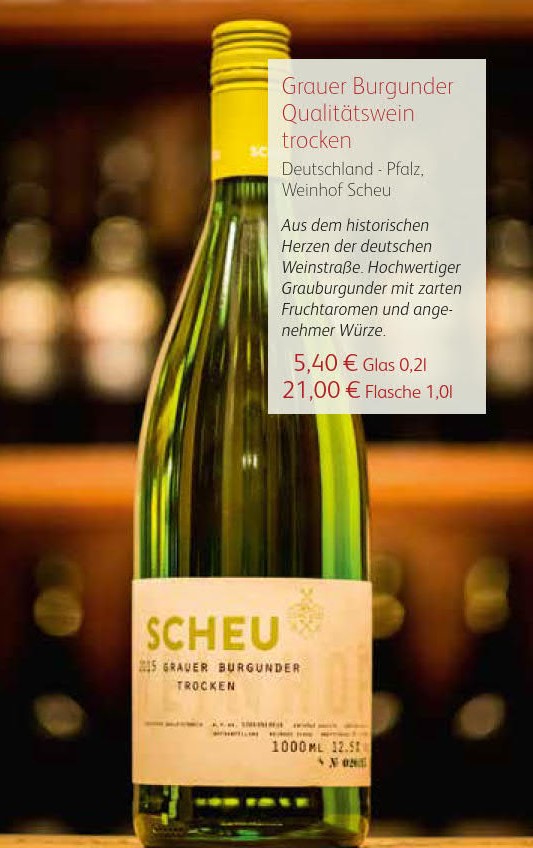 Grauer Burgunder
Qualitätswein
trocken
Deutschland - Pfalz,
Weinhof Scheu
Aus dem historischen
Herzen der deutschen
Weinstraße. Hochwertiger
Grauburgunder mit zarten
Fruchtaromen und ange-
nehmer Würze.
5,40 € Glas 0,2l
21,00 € Flasche 1,0l
SCHEU
2015 GRAUER BURGUNDER
TROCKEN
1000ML 12.5%